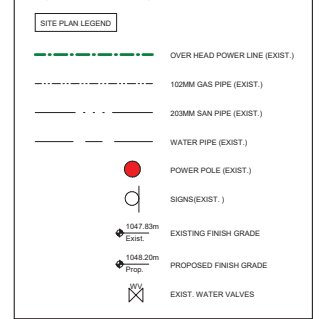 SITE PLAN LEGEND
OVER HEAD POWER LINE (EXIST.)
102MM GAS PIPE (EXIST.)
203MM SAN PIPE (EXIST.)
WATER PIPE (EXIST.)
POWER POLE (EXIST.)
SIGNS(EXIST. )
1047.83m
Exist.
EXISTING FINISH GRADE
1048.20m
Prop.
PROPOSED FINISH GRADE
WV
EXIST. WATER VALVES